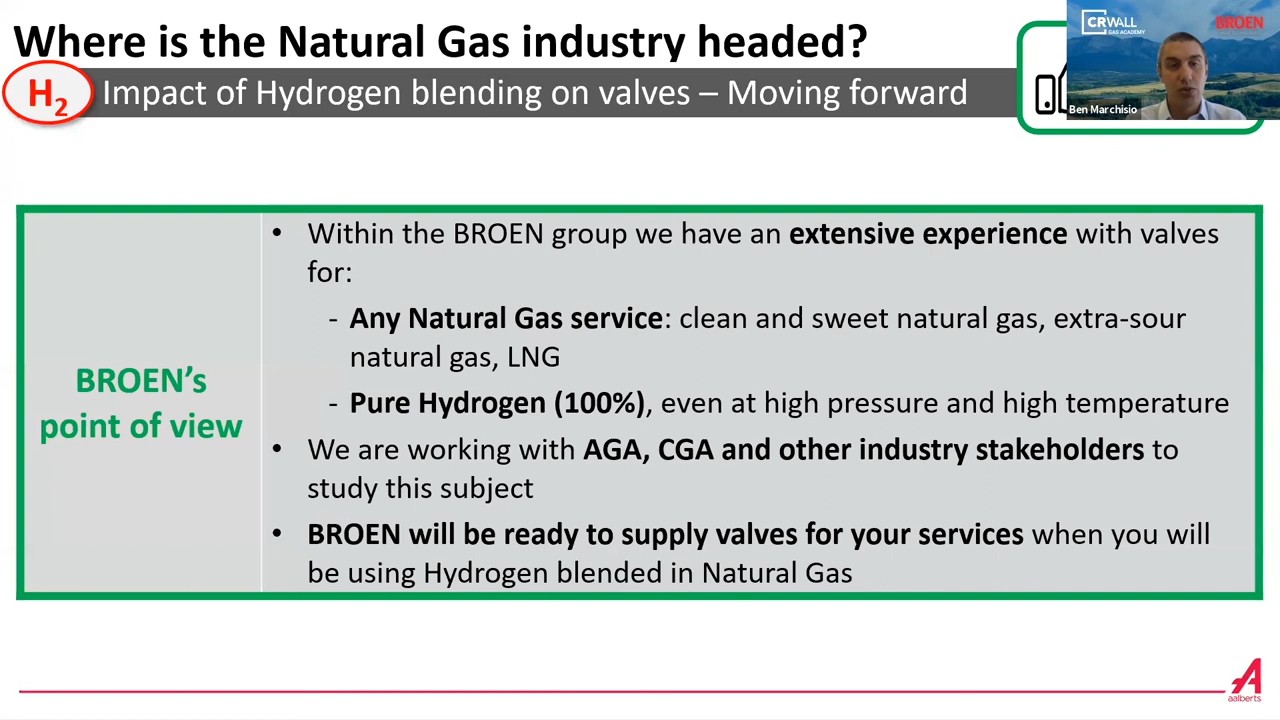 Where is the Natural Gas industry headed?
H2
Impact of Hydrogen blending on valves – Moving forward
CRWALL
GAS ACADEMY
BROEN
Ben Marchisio
BROEN’s
point of view
• Within the BROEN group we have an extensive experience with valves
for:
- Any Natural Gas service: clean and sweet natural gas, extra-sour
natural gas, LNG
- Pure Hydrogen (100%), even at high pressure and high temperature
• We are working with AGA, CGA and other industry stakeholders to
study this subject
• BROEN will be ready to supply valves for your services when you will
be using Hydrogen blended in Natural Gas
aalberts